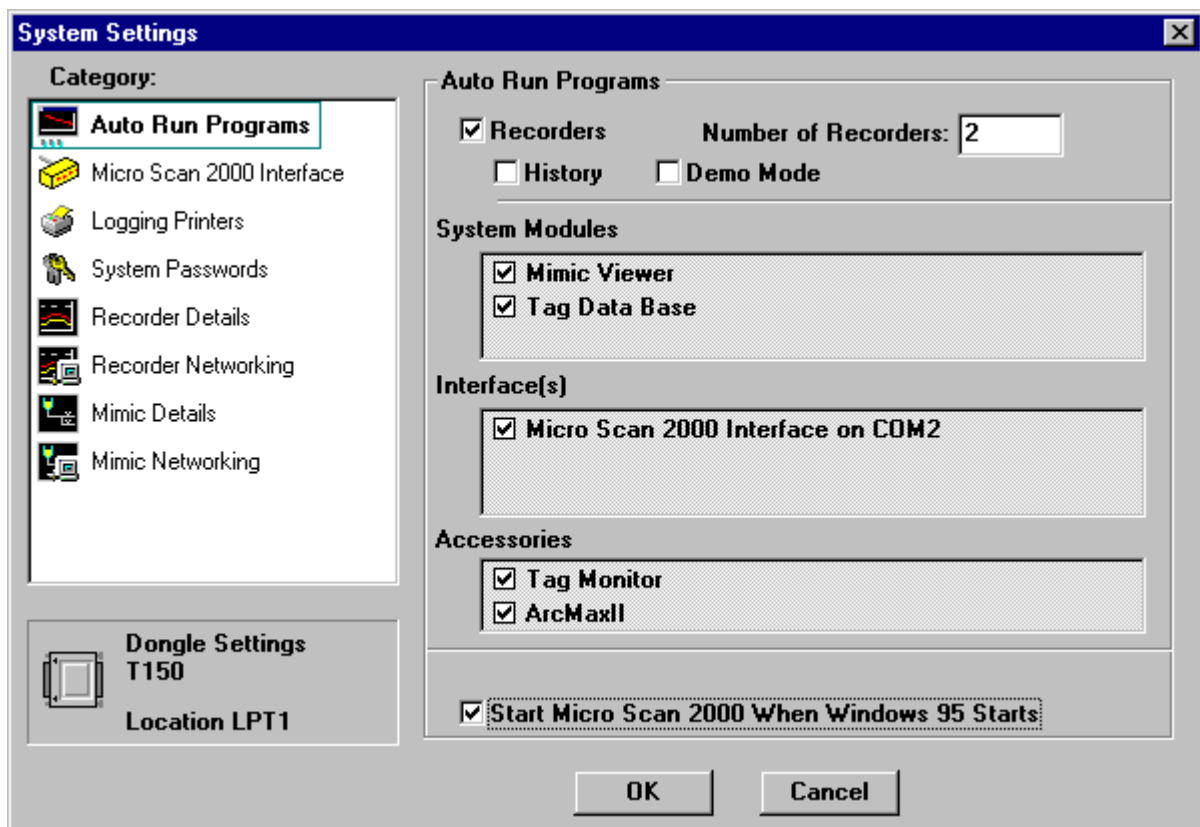 System Settings
Category:
Auto Run Programs
Micro Scan 2000 Interface
Logging Printers
System Passwords
Recorder Details
Recorder Networking
Mimic Details
Mimic Networking
Dongle Settings
T150
Location LPT1
Auto Run Programs
Recorders Number of Recorders: 2
History Demo Mode
System Modules
Mimic Viewer
Tag Data Base
Interface(s)
Micro Scan 2000 Interface on COM2
Accessories
Tag Monitor
ArcMaxII
Start Micro Scan 2000 When Windows 95 Starts
OK Cancel